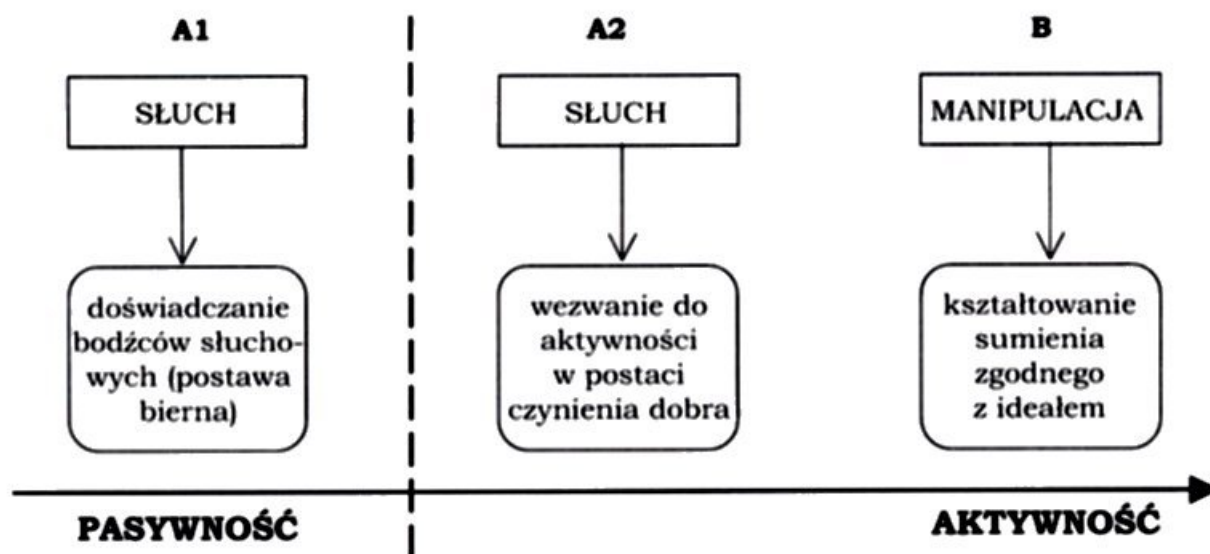 A1
A2
B
SŁUCH
SŁUCH
MANIPULACJA
doświadczanie
bodźców słucho-
wych (postawa
bierna)
wezwanie do
aktywności
w postaci
czynienia dobra
kształtowanie
sumienia
zgodnego
z ideałem
PASYWNOŚĆ
AKTYWNOŚĆ